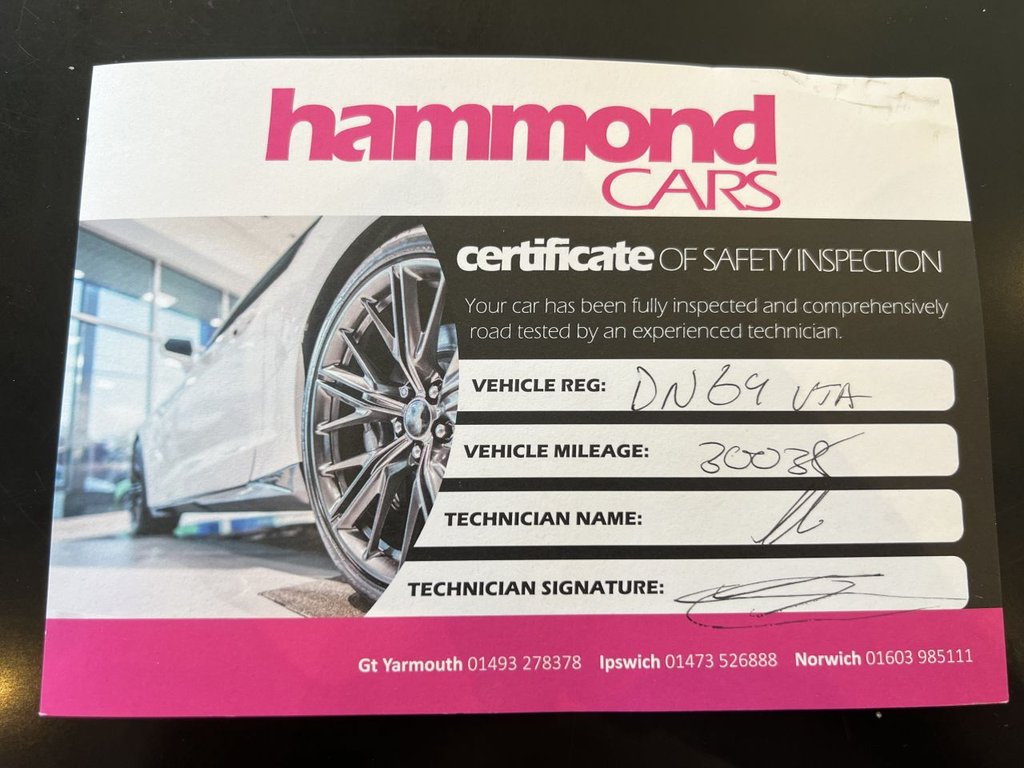 hammond
CARS
certificate OF SAFETY INSPECTION
Your car has been fully inspected and comprehensively
road tested by an experienced technician.
VEHICLE REG: DN69 VTA
VEHICLE MILEAGE: 30038
TECHNICIAN NAME:
TECHNICIAN SIGNATURE:
Gt Yarmouth 01493 278378 Ipswich 01473 526888 Norwich 01603 985111